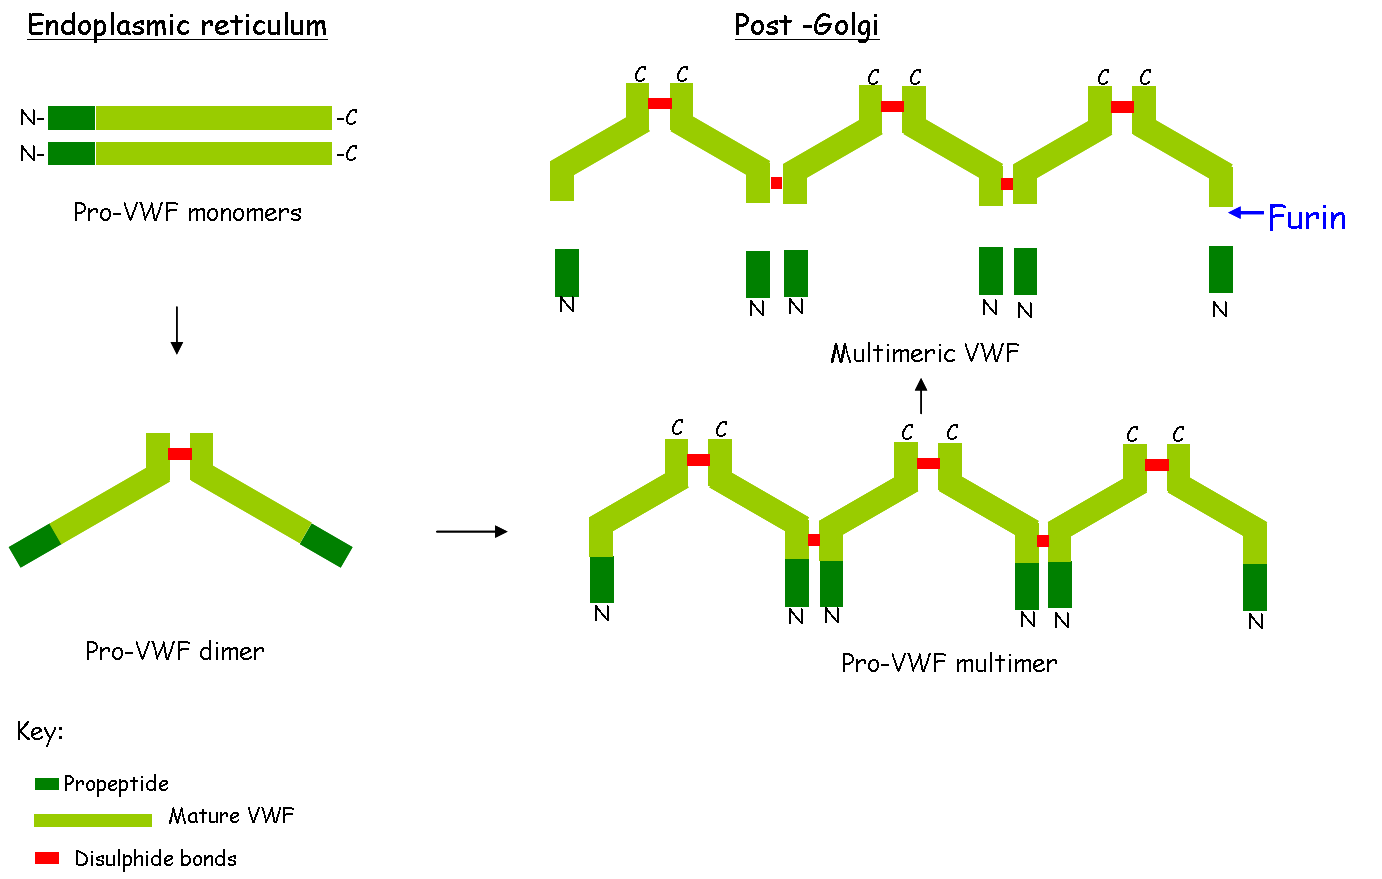 Endoplasmic reticulum
N- -C
N- -C
Pro-VWF monomers
Pro-VWF dimer
Key:
Propeptide
Mature VWF
Disulphide bonds
Post -Golgi
C C C C C C
Furin
N N N N N N
Multimeric VWF
C C C C C C
N N N N N N
Pro-VWF multimer